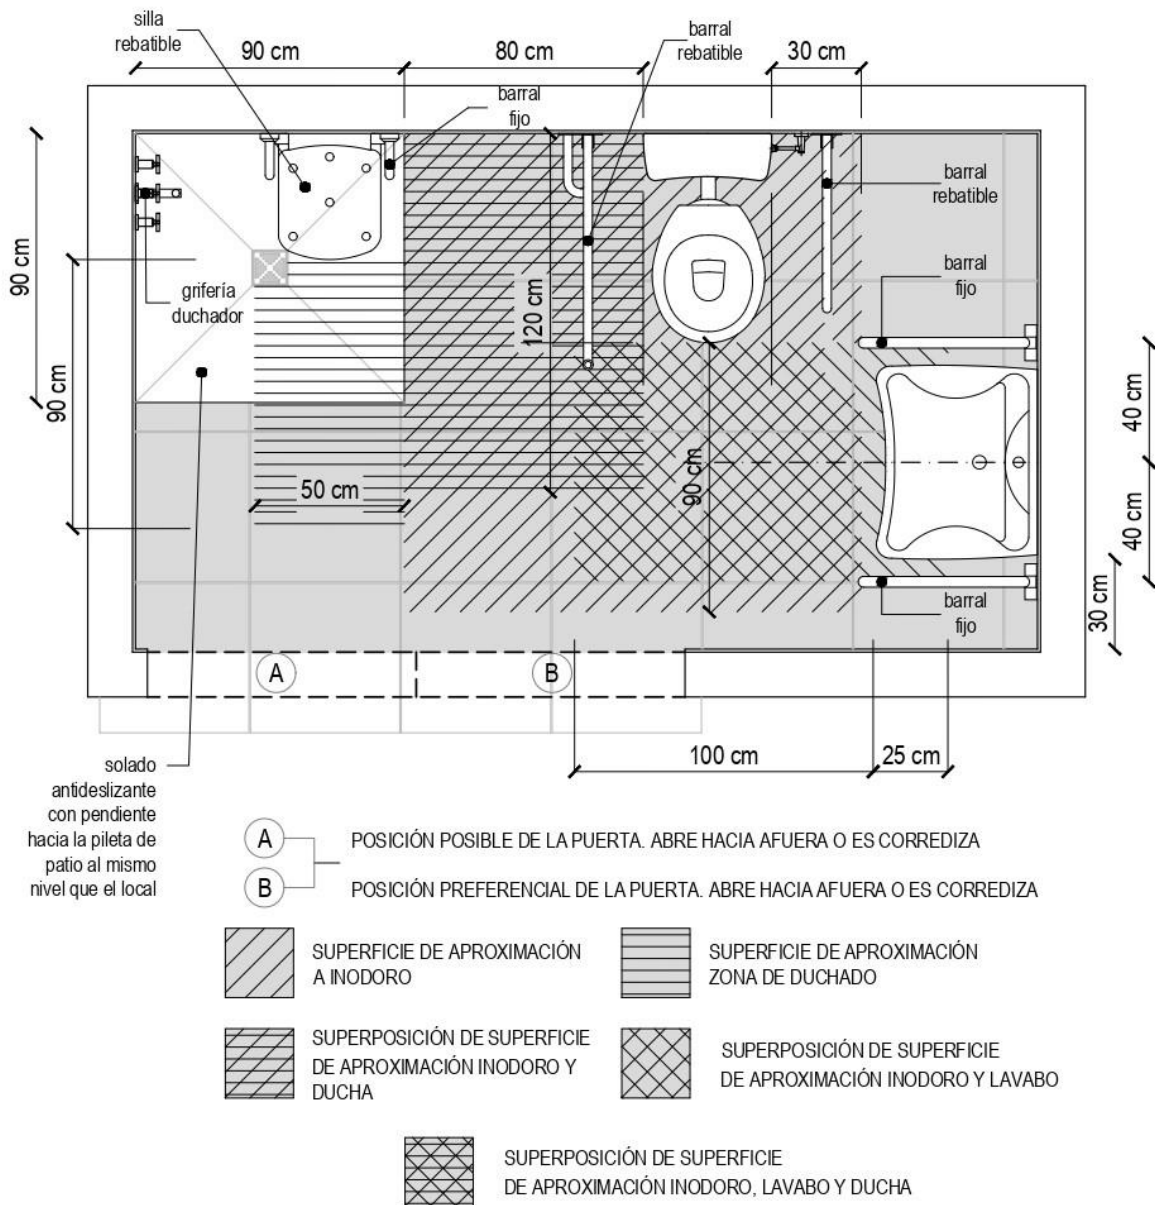 silla
rebatible
90 cm
80 cm
barral
rebatible
30 cm
barral
fijo
barral
rebatible
90 cm
grifería
duchador
90 cm
120 cm
barral
fijo
40 cm
90 cm
50 cm
40 cm
barral
fijo
30 cm
A
B
100 cm
25 cm
solado
antideslizante
con pendiente
hacia la pileta de
patio al mismo
nivel que el local
A
POSICIÓN POSIBLE DE LA PUERTA. ABRE HACIA AFUERA O ES CORREDIZA
B
POSICIÓN PREFERENCIAL DE LA PUERTA. ABRE HACIA AFUERA O ES CORREDIZA
SUPERFICIE DE APROXIMACIÓN
A INODORO
SUPERFICIE DE APROXIMACIÓN
ZONA DE DUCHADO
SUPERPOSICIÓN DE SUPERFICIE
DE APROXIMACIÓN INODORO Y
DUCHA
SUPERPOSICIÓN DE SUPERFICIE
DE APROXIMACIÓN INODORO Y LAVABO
SUPERPOSICIÓN DE SUPERFICIE
DE APROXIMACIÓN INODORO, LAVABO Y DUCHA